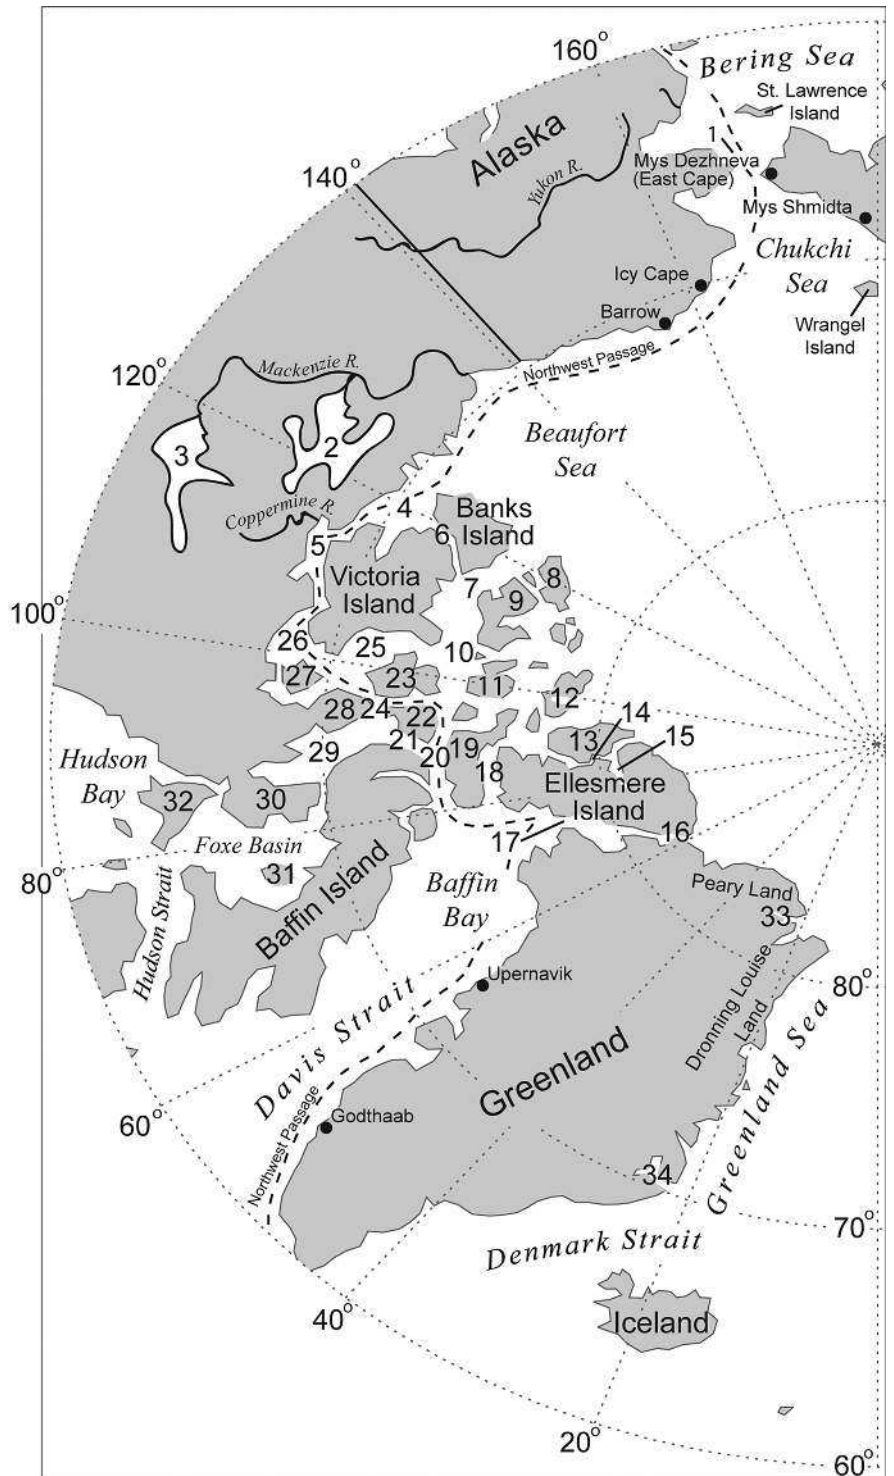 160°
Bering Sea
St. Lawrence
Island
Alaska
1
Mys Dezhneva
(East Cape)
140°
Yukon R.
Mys Shmidta
Chukchi
Sea
Icy Cape
Barrow
Wrangel
Island
Northwest Passage
120°
Mackenzie R.
Beaufort
Sea
3
2
Coppermine R.
4
Banks
Island
5
6
Victoria
Island
7
8
9
100°
26
25
10
27
23
11
12
28
24
22
14
29
21
20
19
13
15
Hudson
Bay
18
Ellesmere
Island
32
30
17
16
Foxe Basin
31
80°
Baffin Island
Baffin
Bay
Peary Land
33
Hudson Strait
Upernavik
Dronning Louise
Land
80°
Davis Strait
Greenland
Greenland Sea
60°
Godthaab
Northwest Passage
34
70°
Denmark Strait
40°
Iceland
20°
60°